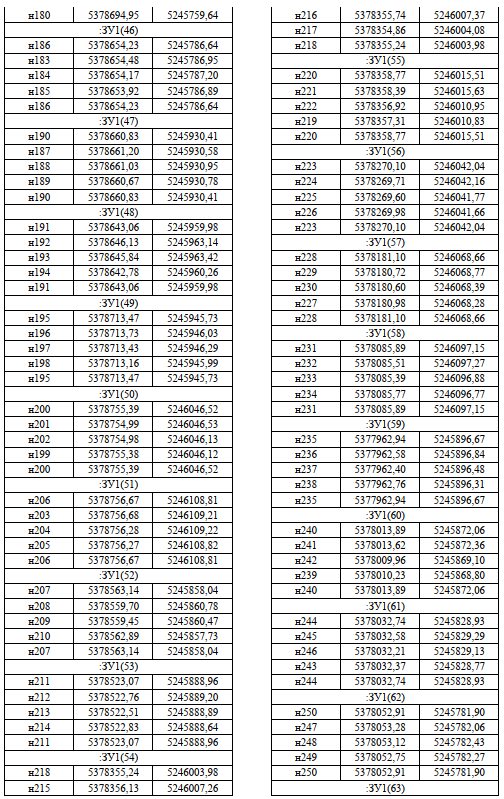 н180 5378694,95 5245759,64
:ЗУ1(46)
н186 5378654,23 5245786,64
н183 5378654,48 5245786,95
н184 5378654,17 5245787,20
н185 5378653,92 5245786,89
н186 5378654,23 5245786,64
:ЗУ1(47)
н190 5378660,83 5245930,41
н187 5378661,20 5245930,58
н188 5378661,03 5245930,95
н189 5378660,67 5245930,78
н190 5378660,83 5245930,41
:ЗУ1(48)
н191 5378643,06 5245959,98
н192 5378646,13 5245963,14
н193 5378645,84 5245963,42
н194 5378642,78 5245960,26
н191 5378643,06 5245959,98
:ЗУ1(49)
н195 5378713,47 5245945,73
н196 5378713,73 5245946,03
н197 5378713,43 5245946,29
н198 5378713,16 5245945,99
н195 5378713,47 5245945,73
:ЗУ1(50)
н200 5378755,39 5246046,52
н201 5378754,99 5246046,53
н202 5378754,98 5246046,13
н199 5378755,38 5246046,12
н200 5378755,39 5246046,52
:ЗУ1(51)
н206 5378756,67 5246108,81
н203 5378756,68 5246109,21
н204 5378756,28 5246109,22
н205 5378756,27 5246108,82
н206 5378756,67 5246108,81
:ЗУ1(52)
н207 5378563,14 5245858,04
н208 5378559,70 5245860,78
н209 5378559,45 5245860,47
н210 5378562,89 5245857,73
н207 5378563,14 5245858,04
:ЗУ1(53)
н211 5378523,07 5245888,96
н212 5378522,76 5245889,20
н213 5378522,51 5245888,89
н214 5378522,83 5245888,64
н211 5378523,07 5245888,96
:ЗУ1(54)
н218 5378355,24 5246003,98
н215 5378356,13 5246007,26
н216 5378355,74 5246007,37
н217 5378354,86 5246004,08
н218 5378355,24 5246003,98
:ЗУ1(55)
н220 5378358,77 5246015,51
н221 5378358,39 5246015,63
н222 5378356,92 5246010,95
н219 5378357,31 5246010,83
н220 5378358,77 5246015,51
:ЗУ1(56)
н223 5378270,10 5246042,04
н224 5378269,71 5246042,16
н225 5378269,60 5246041,77
н226 5378269,98 5246041,66
н223 5378270,10 5246042,04
:ЗУ1(57)
н228 5378181,10 5246068,66
н229 5378180,72 5246068,77
н230 5378180,60 5246068,39
н227 5378180,98 5246068,28
н228 5378181,10 5246068,66
:ЗУ1(58)
н231 5378085,89 5246097,15
н232 5378085,51 5246097,27
н233 5378085,39 5246096,88
н234 5378085,77 5246096,77
н231 5378085,89 5246097,15
:ЗУ1(59)
н235 5377962,94 5245896,67
н236 5377962,58 5245896,84
н237 5377962,40 5245896,48
н238 5377962,76 5245896,31
н235 5377962,94 5245896,67
:ЗУ1(60)
н240 5378013,89 5245872,06
н241 5378013,62 5245872,36
н242 5378009,96 5245869,10
н239 5378010,23 5245868,80
н240 5378013,89 5245872,06
:ЗУ1(61)
н244 5378032,74 5245828,93
н245 5378032,58 5245829,29
н246 5378032,21 5245829,13
н243 5378032,37 5245828,77
н244 5378032,74 5245828,93
:ЗУ1(62)
н250 5378052,91 5245781,90
н247 5378053,28 5245782,06
н248 5378053,12 5245782,43
н249 5378052,75 5245782,27
н250 5378052,91 5245781,90
:ЗУ1(63)